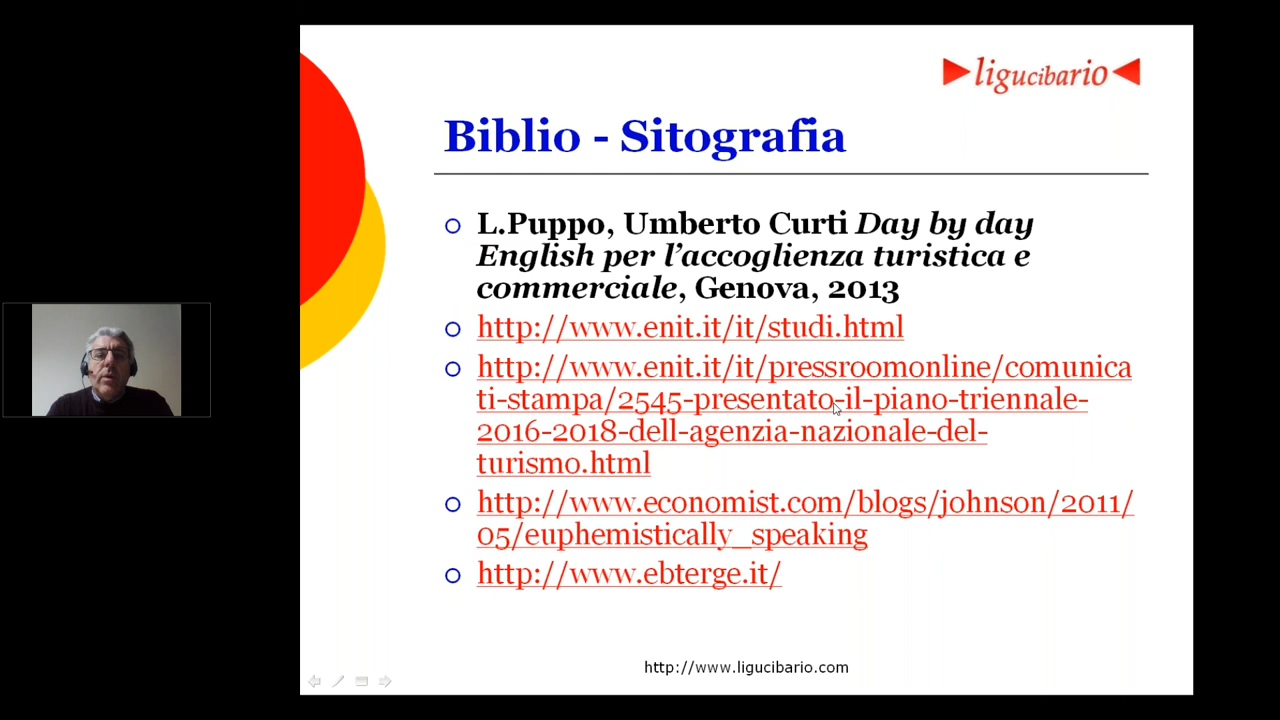 ligucibario
Biblio - Sitografia
L.Puppo, Umberto Curti Day by day
English per l'accoglienza turistica e
commerciale, Genova, 2013
http://www.enit.it/it/studi.html
http://www.enit.it/it/pressroomonline/comunica
ti-stampa/2545-presentato-il-piano-triennale-
2016-2018-dell-agenzia-nazionale-del-
turismo.html
http://www.economist.com/blogs/johnson/2011/
05/euphemistically_speaking
http://www.ebterge.it/
http://www.ligucibario.com